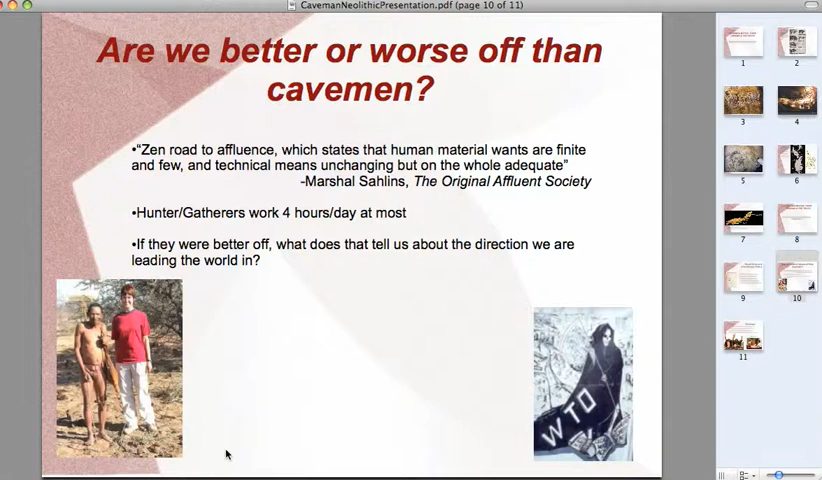 CavemanNeolithicPresentation.pdf (page 10 of 11)
Are we better or worse off than
cavemen?
•“Zen road to affluence, which states that human material wants are finite
and few, and technical means unchanging but on the whole adequate”
-Marshal Sahlins, The Original Affluent Society
•Hunter/Gatherers work 4 hours/day at most
•If they were better off, what does that tell us about the direction we are
leading the world in?
WTO
1
2
3
4
5
6
7
8
9
10
11